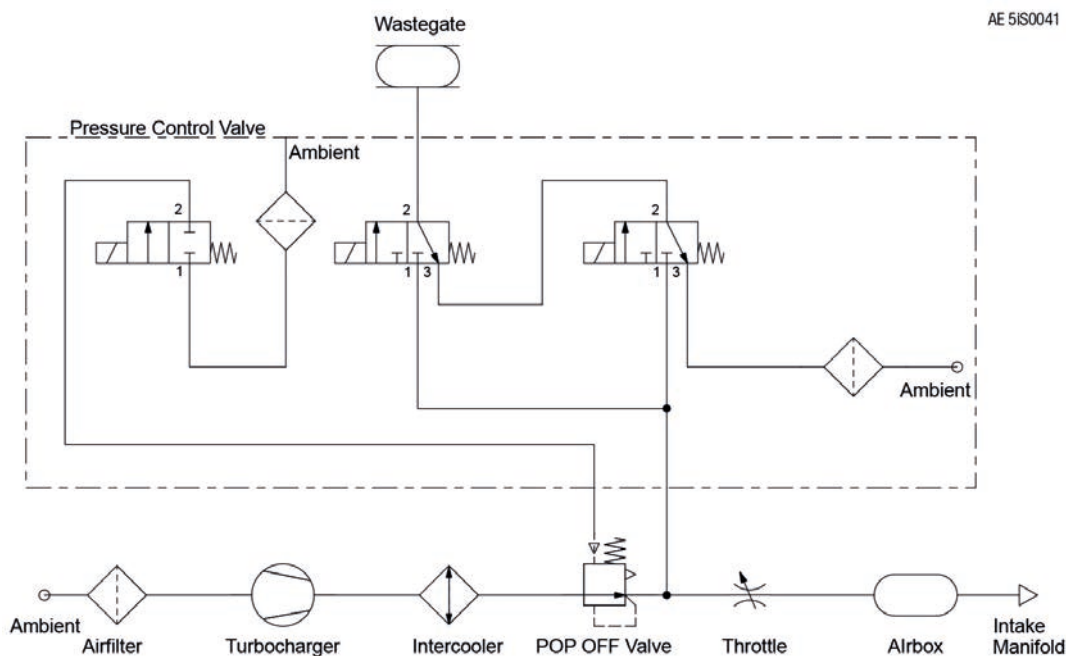 AE 5IS0041
Wastegate
Pressure Control Valve
Ambient
2
2
2
1
1 3
1 3
Ambient
Ambient
Airfilter
Turbocharger
Intercooler
POP OFF Valve
Throttle
AIrbox
Intake
Manifold